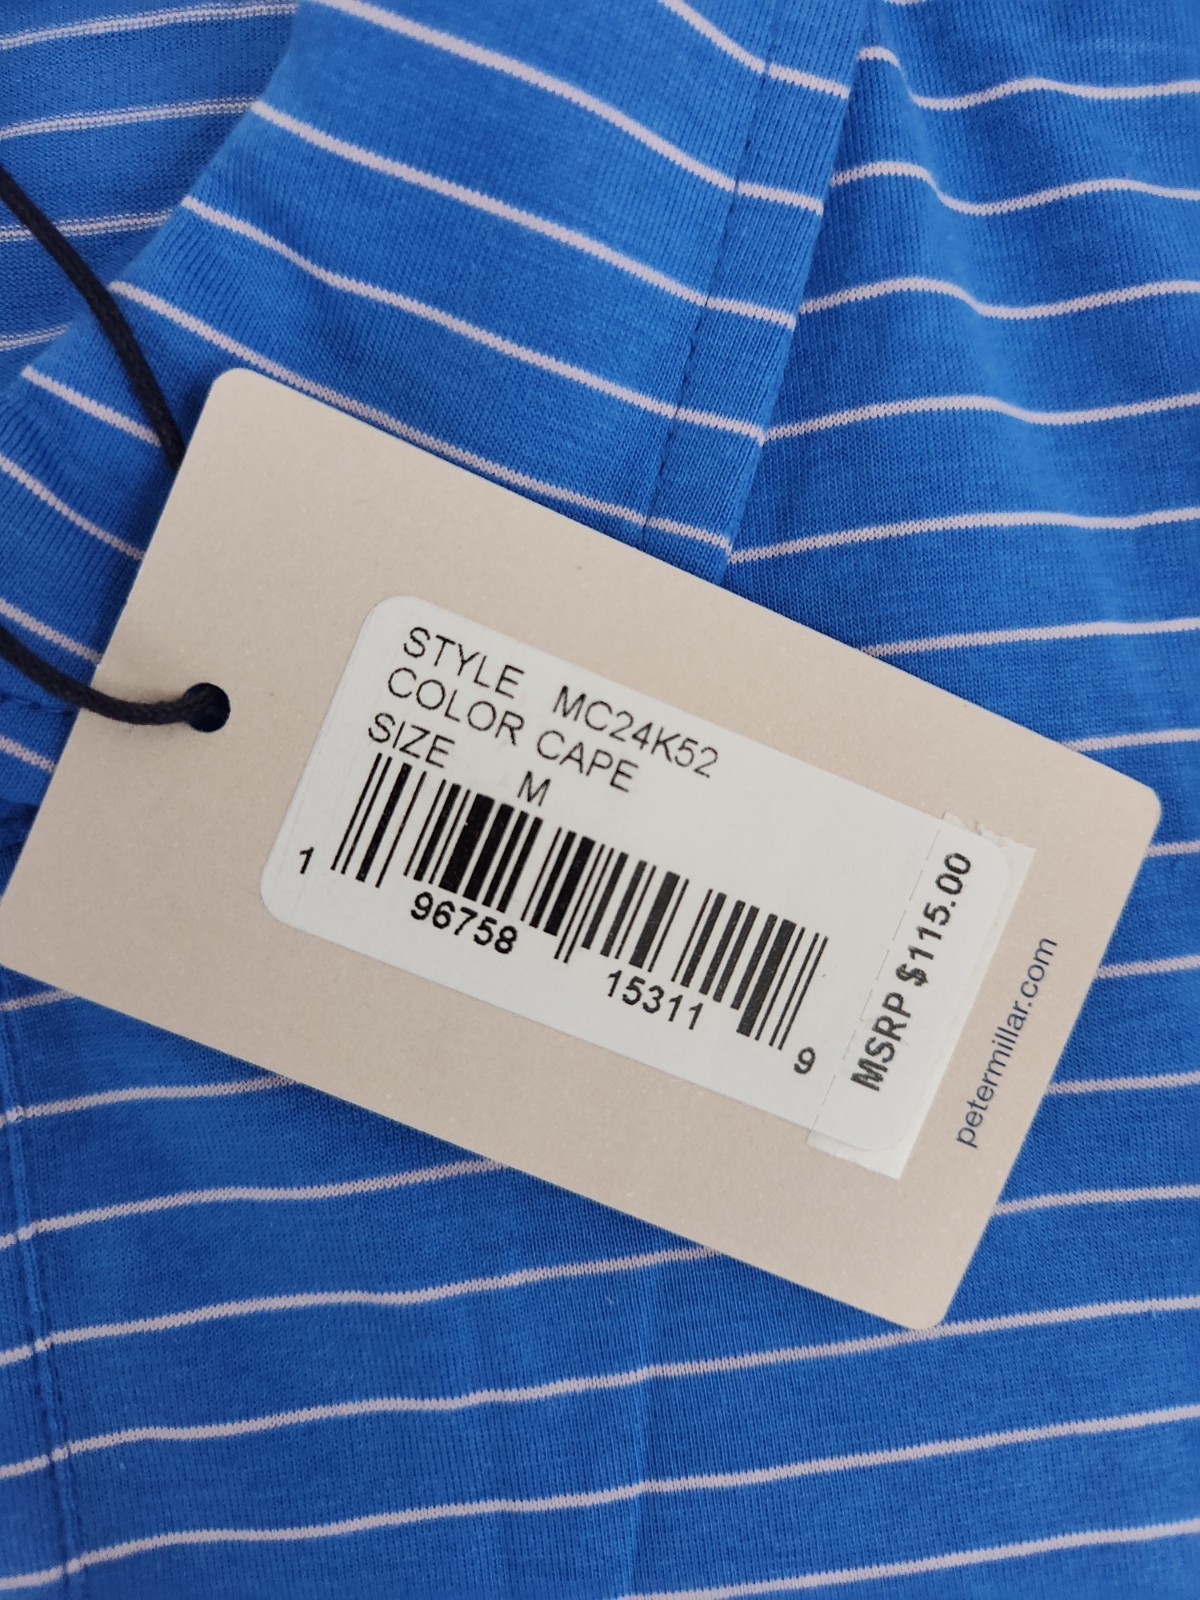 STYLE MC24K52
COLOR CAPE
SIZE M
1 96758 15311 9
MSRP $115.00
petermillar.com